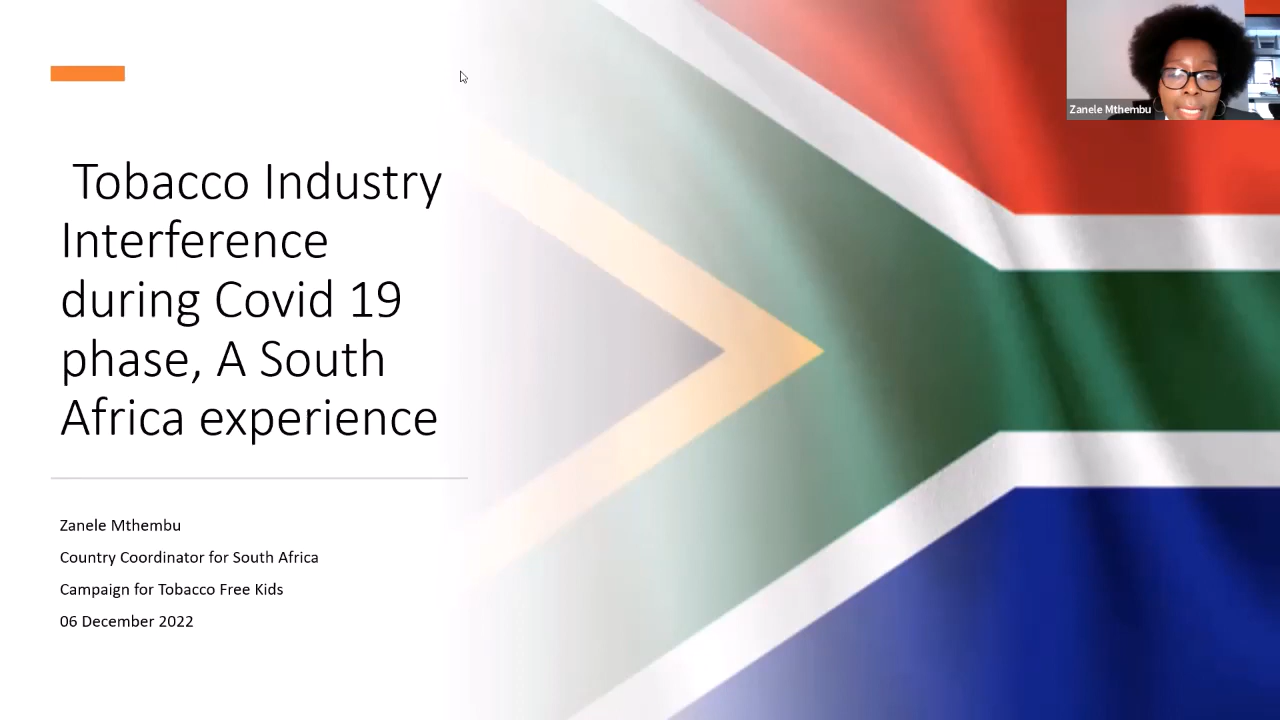 Tobacco Industry
Interference
during Covid 19
phase, A South
Africa experience
Zanele Mthembu
Country Coordinator for South Africa
Campaign for Tobacco Free Kids
06 December 2022
Zanele Mthembu